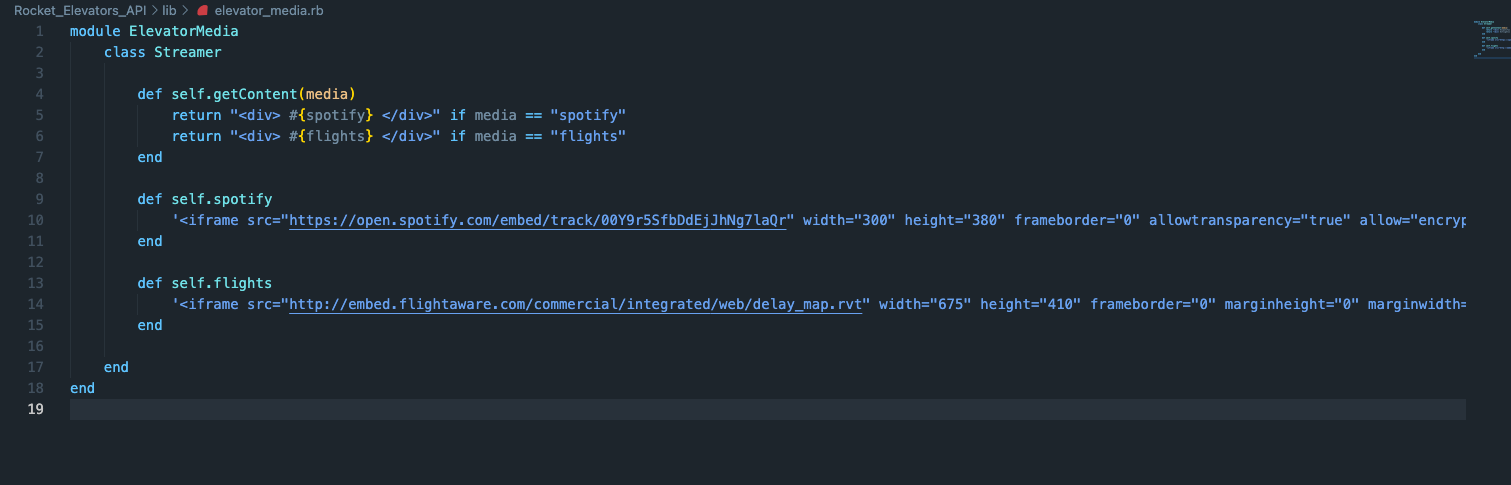 Rocket_Elevators_API > lib > elevator_media.rb
1 module ElevatorMedia
2 class Streamer
3
4 def self.getContent(media)
5 return "<div> #{spotify} </div>" if media == "spotify"
6 return "<div> #{flights} </div>" if media == "flights"
7 end
8
9 def self.spotify
10 '<iframe src="https://open.spotify.com/embed/track/00Y9r5SfbDdEjJhNg7laQr" width="300" height="380" frameborder="0" allowtransparency="true" allow="encryp
11 end
12
13 def self.flights
14 '<iframe src="http://embed.flightaware.com/commercial/integrated/web/delay_map.rvt" width="675" height="410" frameborder="0" marginheight="0" marginwidth=
15 end
16
17 end
18 end
19